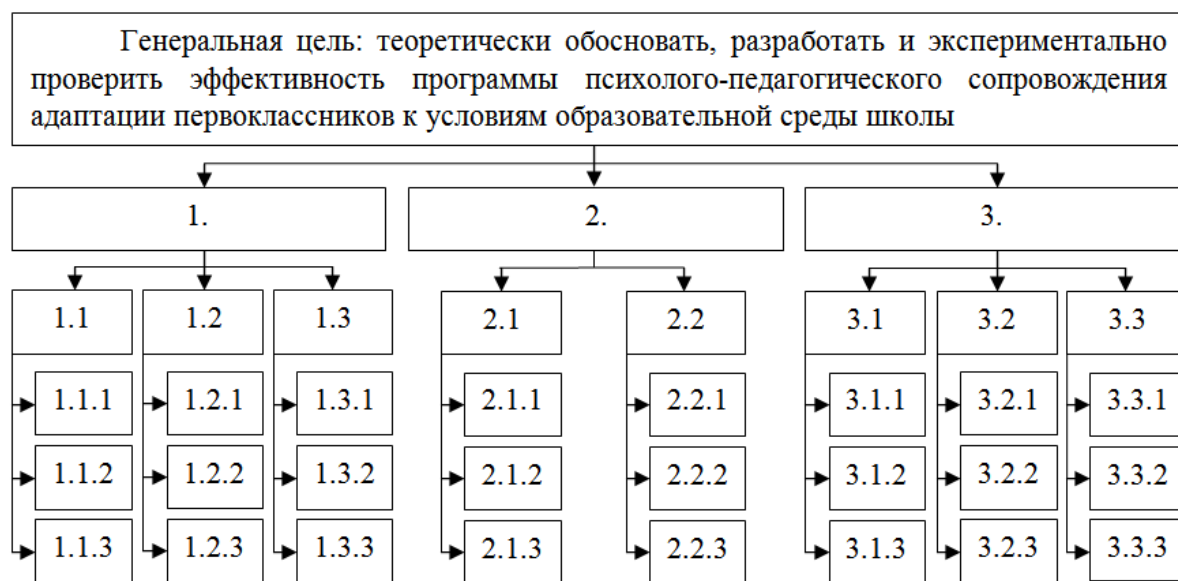 Генеральная цель: теоретически обосновать, разработать и экспериментально
проверить эффективность программы психолого-педагогического сопровождения
адаптации первоклассников к условиям образовательной среды школы
1. 2. 3.
1.1 1.2 1.3 2.1 2.2 3.1 3.2 3.3
1.1.1 1.2.1 1.3.1 2.1.1 2.2.1 3.1.1 3.2.1 3.3.1
1.1.2 1.2.2 1.3.2 2.1.2 2.2.2 3.1.2 3.2.2 3.3.2
1.1.3 1.2.3 1.3.3 2.1.3 2.2.3 3.1.3 3.2.3 3.3.3